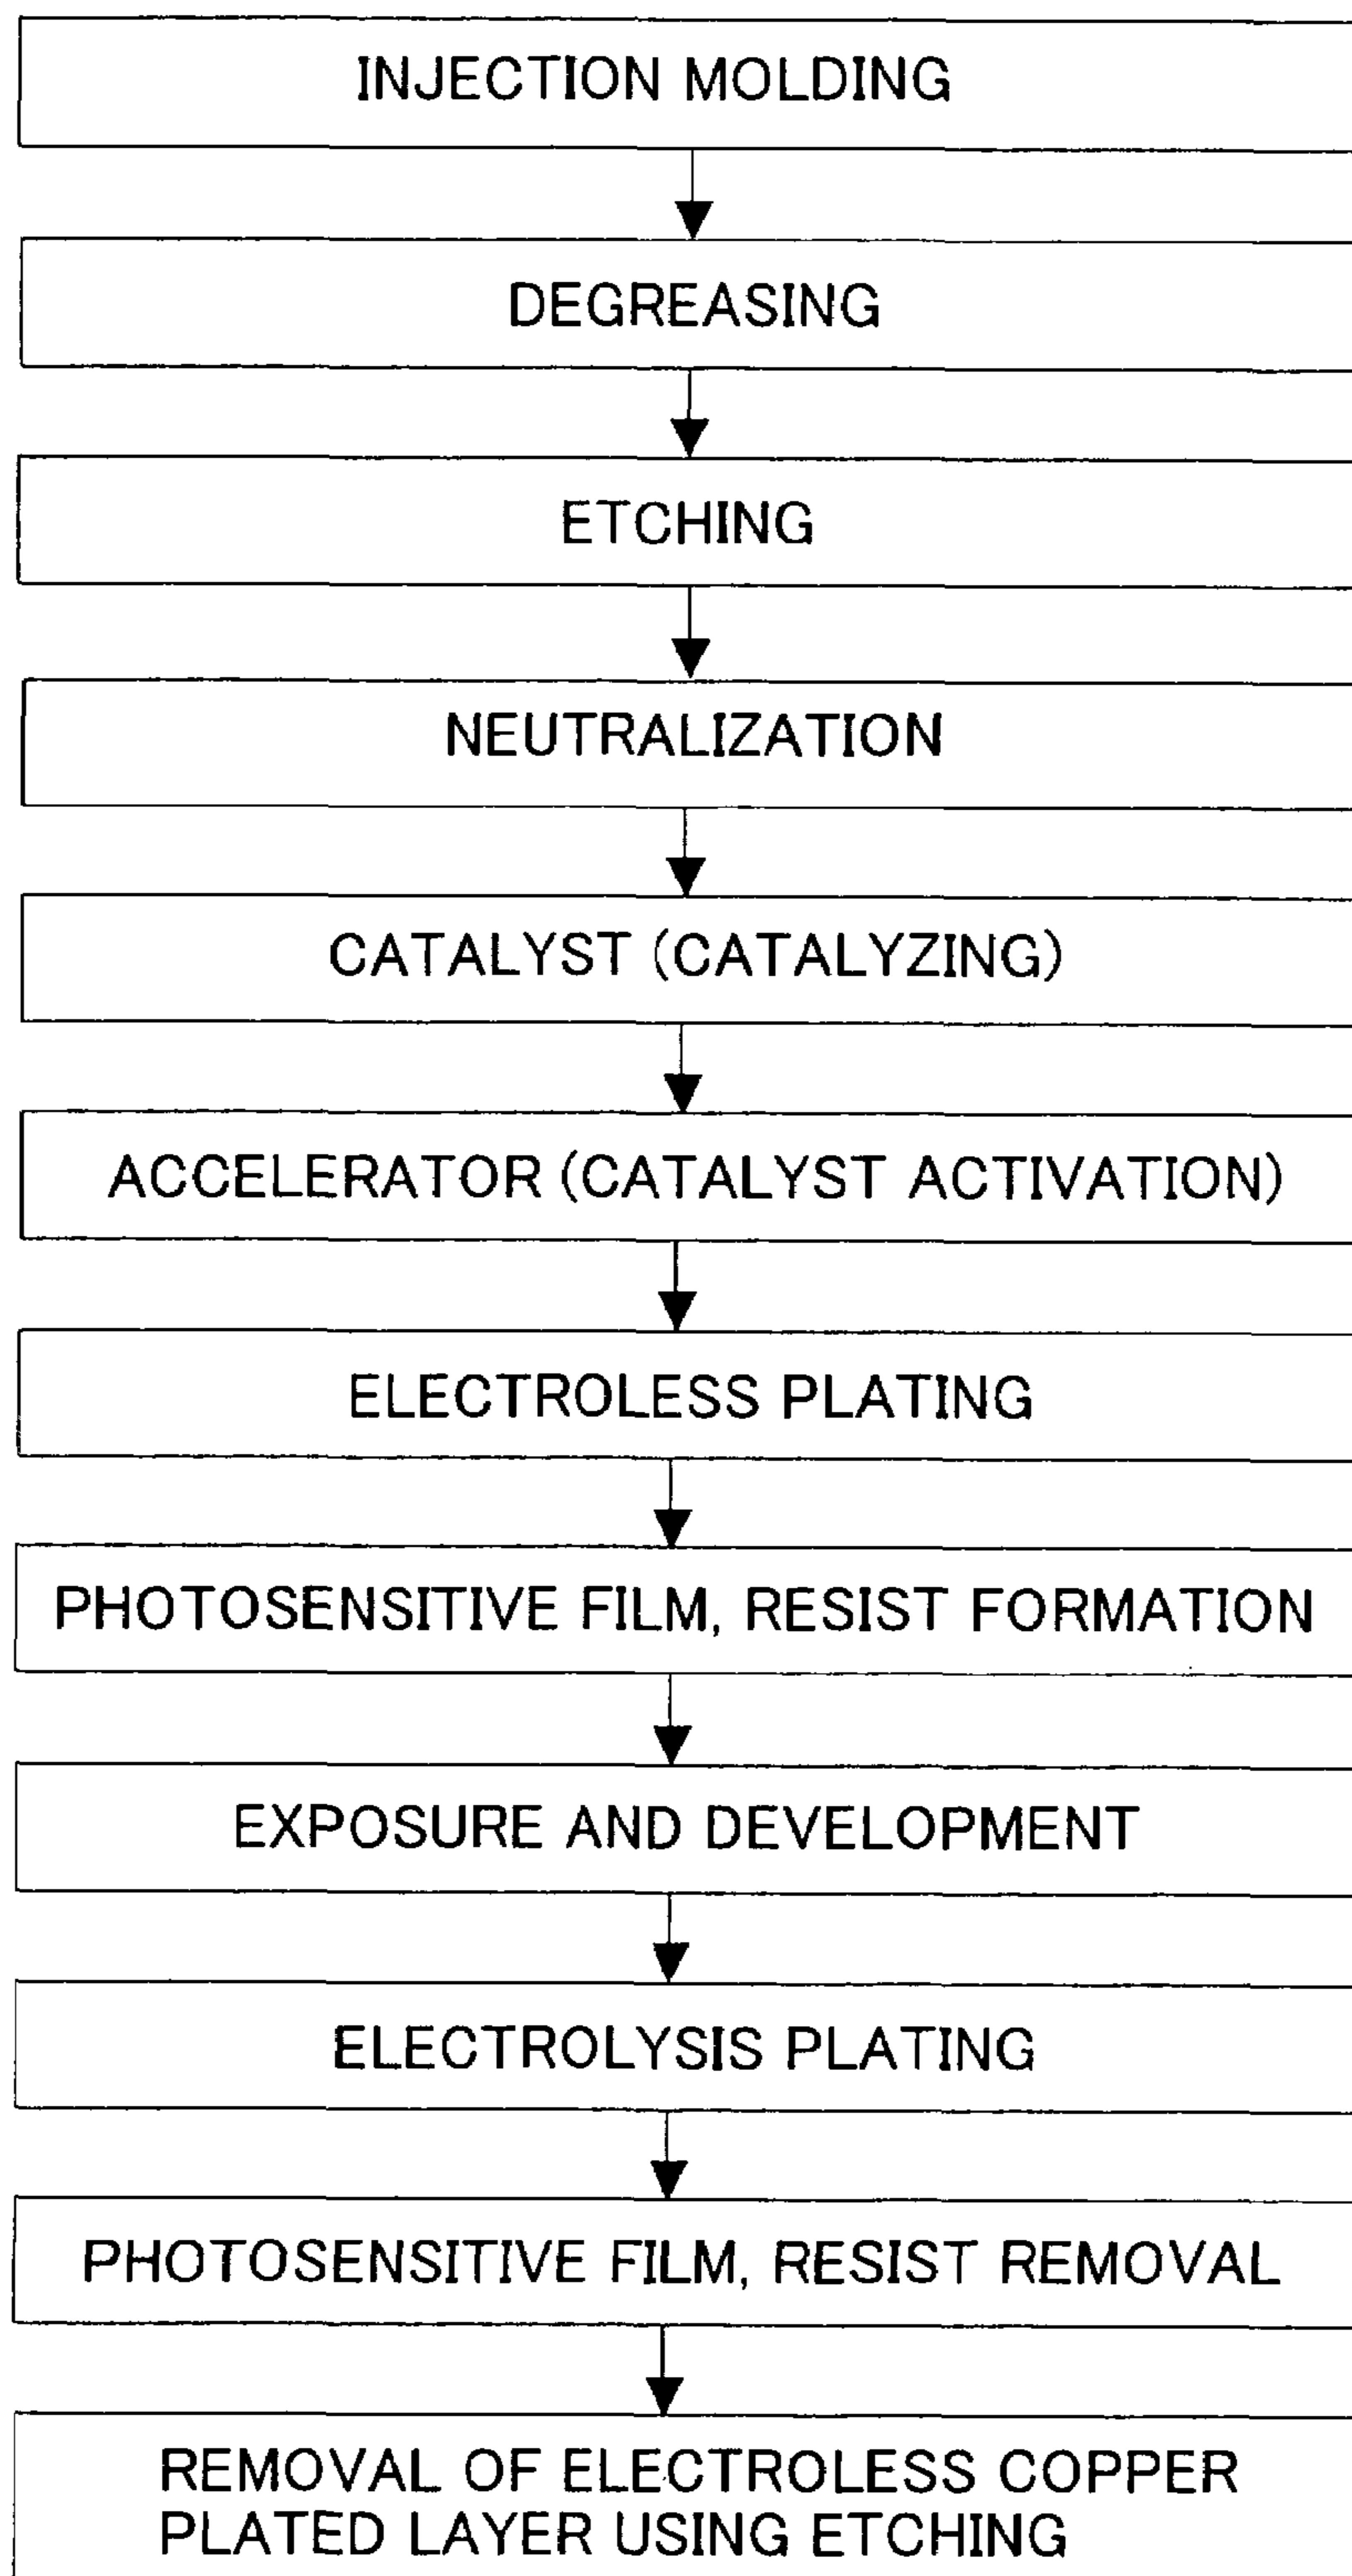 INJECTION MOLDING
DEGREASING
ETCHING
NEUTRALIZATION
CATALYST (CATALYZING)
ACCELERATOR (CATALYST ACTIVATION)
ELECTROLESS PLATING
PHOTOSENSITIVE FILM, RESIST FORMATION
EXPOSURE AND DEVELOPMENT
ELECTROLYSIS PLATING
PHOTOSENSITIVE FILM, RESIST REMOVAL
REMOVAL OF ELECTROLESS COPPER
PLATED LAYER USING ETCHING